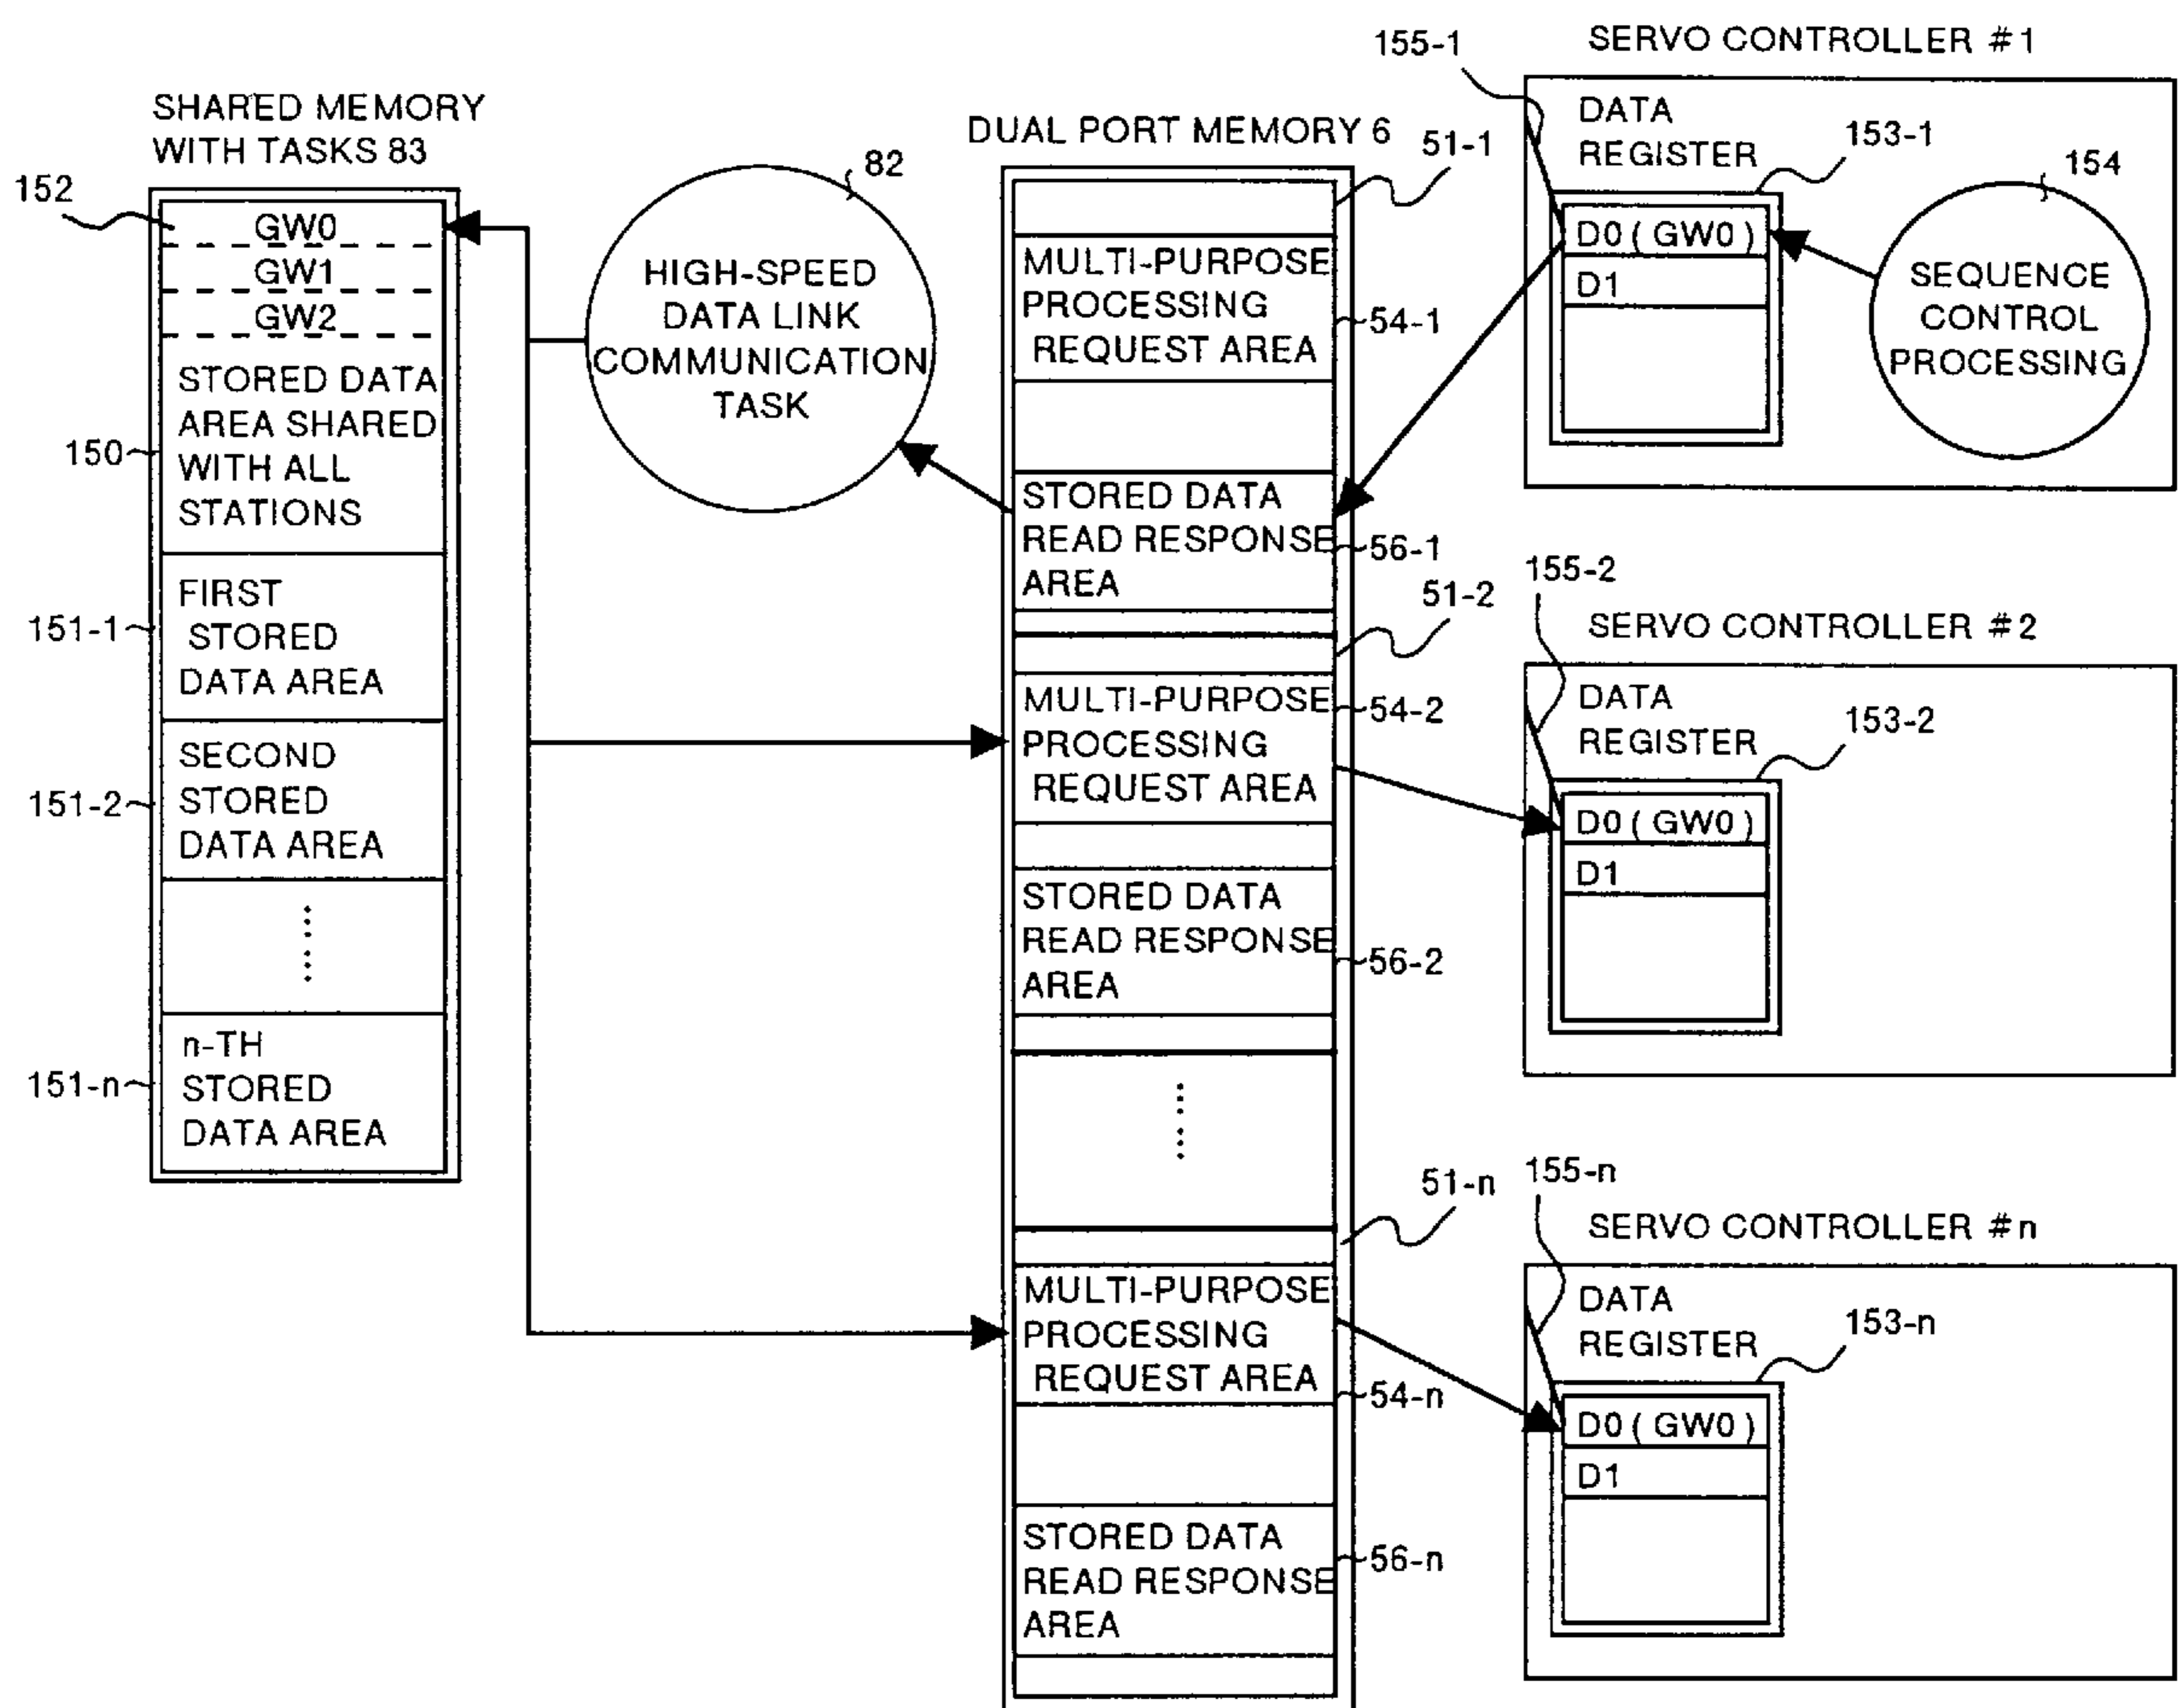 SHARED MEMORY
WITH TASKS 83
152
GW0
GW1
GW2
STORED DATA
AREA SHARED
WITH ALL
STATIONS
150
FIRST
STORED
DATA AREA
151-1
SECOND
STORED
DATA AREA
151-2
n-TH
STORED
DATA AREA
151-n
82
HIGH-SPEED
DATA LINK
COMMUNICATION
TASK
DUAL PORT MEMORY 6
51-1
MULTI-PURPOSE
PROCESSING
REQUEST AREA
54-1
STORED DATA
READ RESPONSE
AREA
56-1
51-2
MULTI-PURPOSE
PROCESSING
REQUEST AREA
54-2
STORED DATA
READ RESPONSE
AREA
56-2
51-n
MULTI-PURPOSE
PROCESSING
REQUEST AREA
54-n
STORED DATA
READ RESPONSE
AREA
56-n
SERVO CONTROLLER #1
155-1
DATA
REGISTER
153-1
154
D0 ( GW0 )
D1
SEQUENCE
CONTROL
PROCESSING
155-2
SERVO CONTROLLER #2
DATA
REGISTER
153-2
D0 ( GW0 )
D1
155-n
SERVO CONTROLLER #n
DATA
REGISTER
153-n
D0 ( GW0 )
D1